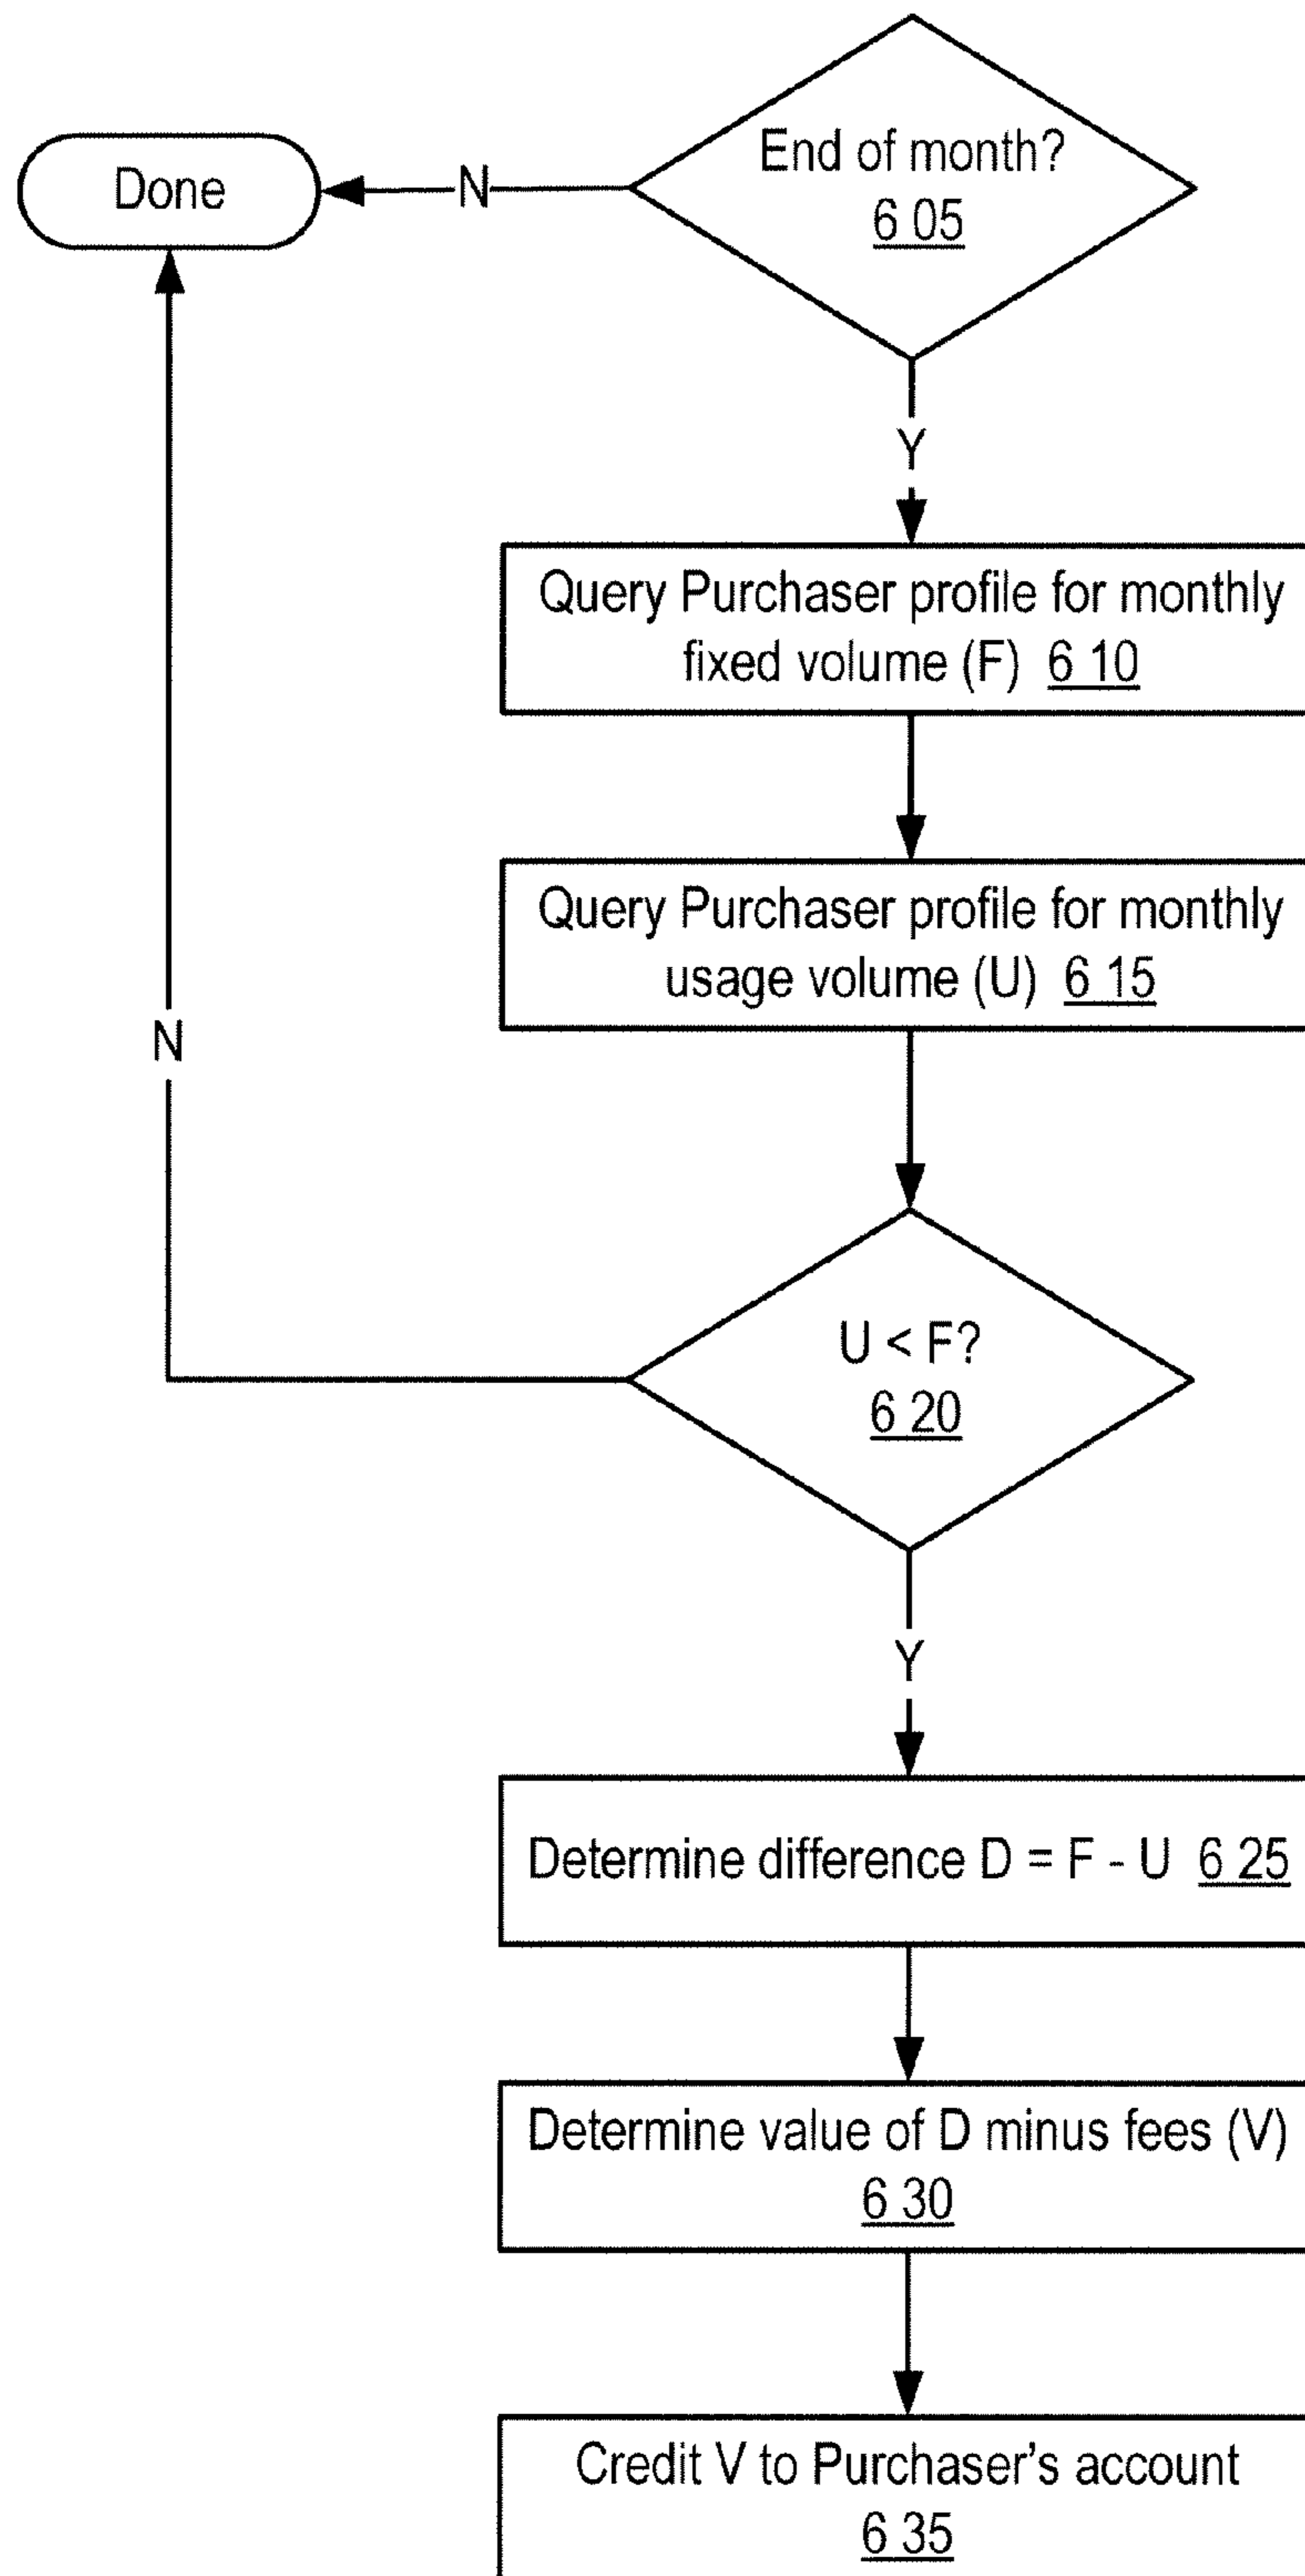 End of month?
6 05
Done
N
Y
Query Purchaser profile for monthly
fixed volume (F) 6 10
Query Purchaser profile for monthly
usage volume (U) 6 15
N
U < F?
6 20
Y
Determine difference D = F - U 6 25
Determine value of D minus fees (V)
6 30
Credit V to Purchaser's account
6 35